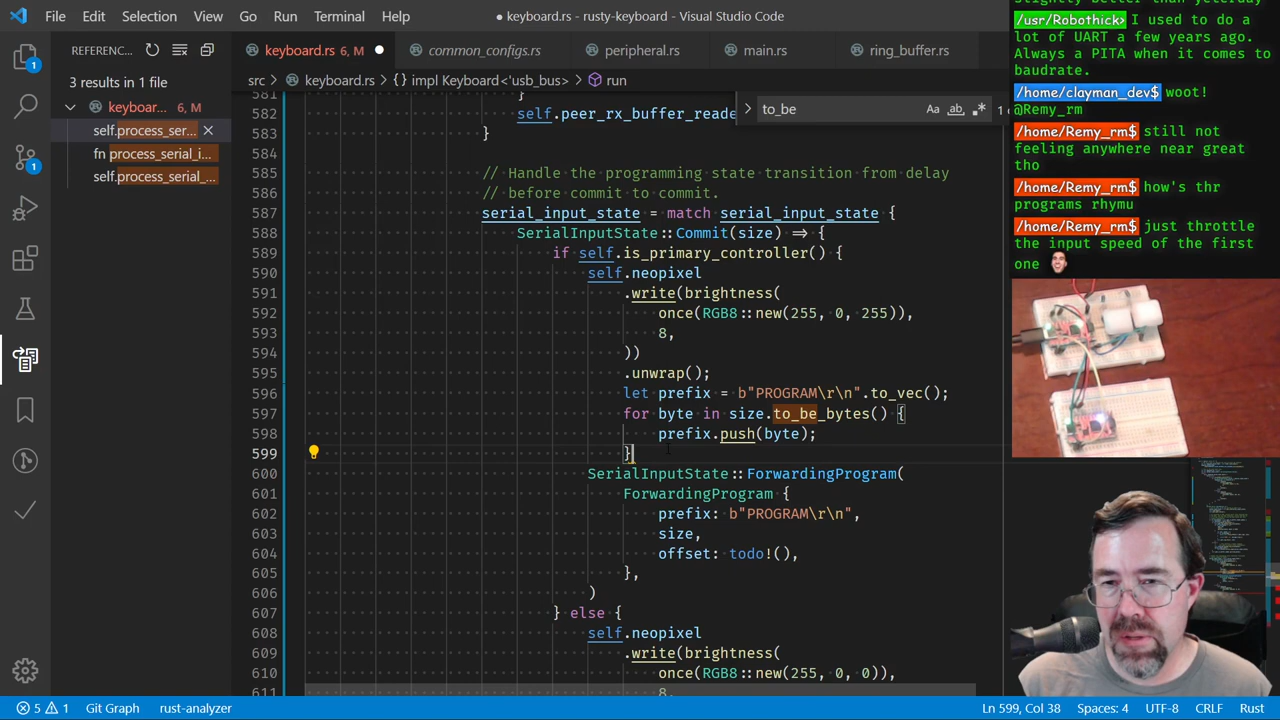 File Edit Selection View Go Run Terminal Help
● keyboard.rs - rusty-keyboard - Visual Studio Code
REFERENC...
3 results in 1 file
keyboar... 6, M
self.process_ser...
fn process_serial_i...
self.process_serial_...
keyboard.rs 6, M ●
common_configs.rs
peripheral.rs
main.rs
ring_buffer.rs
src > keyboard.rs > {} impl Keyboard<'usb_bus> > run
to_be
Aa ab .*
1 o
581 }
582 self.peer_rx_buffer_reade
583 }
584
585 // Handle the programming state transition from delay
586 // before commit to commit.
587 serial_input_state = match serial_input_state {
588 SerialInputState::Commit(size) => {
589 if self.is_primary_controller() {
590 self.neopixel
591 .write(brightness(
592 once(RGB8::new(255, 0, 255)),
593 8,
594 ))
595 .unwrap();
596 let prefix = b"PROGRAM\r\n".to_vec();
597 for byte in size.to_be_bytes() {
598 prefix.push(byte);
599 }
600 SerialInputState::ForwardingProgram(
601 ForwardingProgram {
602 prefix: b"PROGRAM\r\n",
603 size,
604 offset: todo!(),
605 },
606 )
607 } else {
608 self.neopixel
609 .write(brightness(
610 once(RGB8::new(255, 0, 0)),
611 8,
slightly better than yesterday
/usr/Robothick> I used to do a
lot of UART a few years ago.
Always a PITA when it comes to
baudrate.
/home/clayman_dev$ woot!
@Remy_rm
/home/Remy_rm$ still not
feeling anywhere near great
tho
/home/Remy_rm$ how's thr
programs rhymu
/home/Remy_rm$ just throttle
the input speed of the first
one
1
1
5 1 Git Graph rust-analyzer
Ln 599, Col 38 Spaces: 4 UTF-8 CRLF Rust